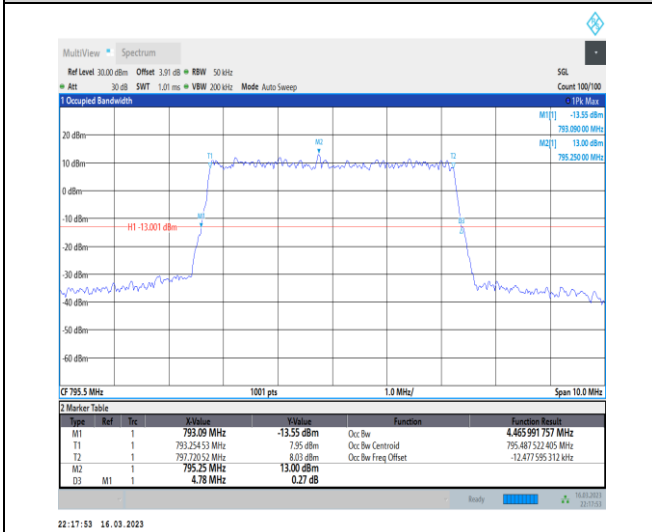 MultiView Spectrum
Ref Level 30.00 dBm Offset 3.91 dB RBW 50 kHz SGL
Att 30 dB SWT 1.01 ms VBW 200 kHz Mode Auto Sweep Count 100/100
1 Occupied Bandwidth 1Pk Max
M1[1] -13.55 dBm
793.090 00 MHz
M2[1] 13.00 dBm
795.250 00 MHz
20 dBm
M2
T1 T2
10 dBm
0 dBm
-10 dBm
M1
H1 -13.001 dBm
-20 dBm
-30 dBm
-40 dBm
-50 dBm
-60 dBm
CF 795.5 MHz 1001 pts 1.0 MHz/ Span 10.0 MHz
2 Marker Table
Type Ref Trc X-Value Y-Value Function Function Result
M1 1 793.09 MHz -13.55 dBm Occ Bw 4.465 991 757 MHz
T1 1 793.254 53 MHz 7.95 dBm Occ Bw Centroid 795.487 522 405 MHz
T2 1 797.720 52 MHz 8.03 dBm Occ Bw Freq Offset -12.477 595 312 kHz
M2 1 795.25 MHz 13.00 dBm
D3 M1 1 4.78 MHz 0.27 dB
Ready 16.03.2023
22:17:53
22:17:53 16.03.2023